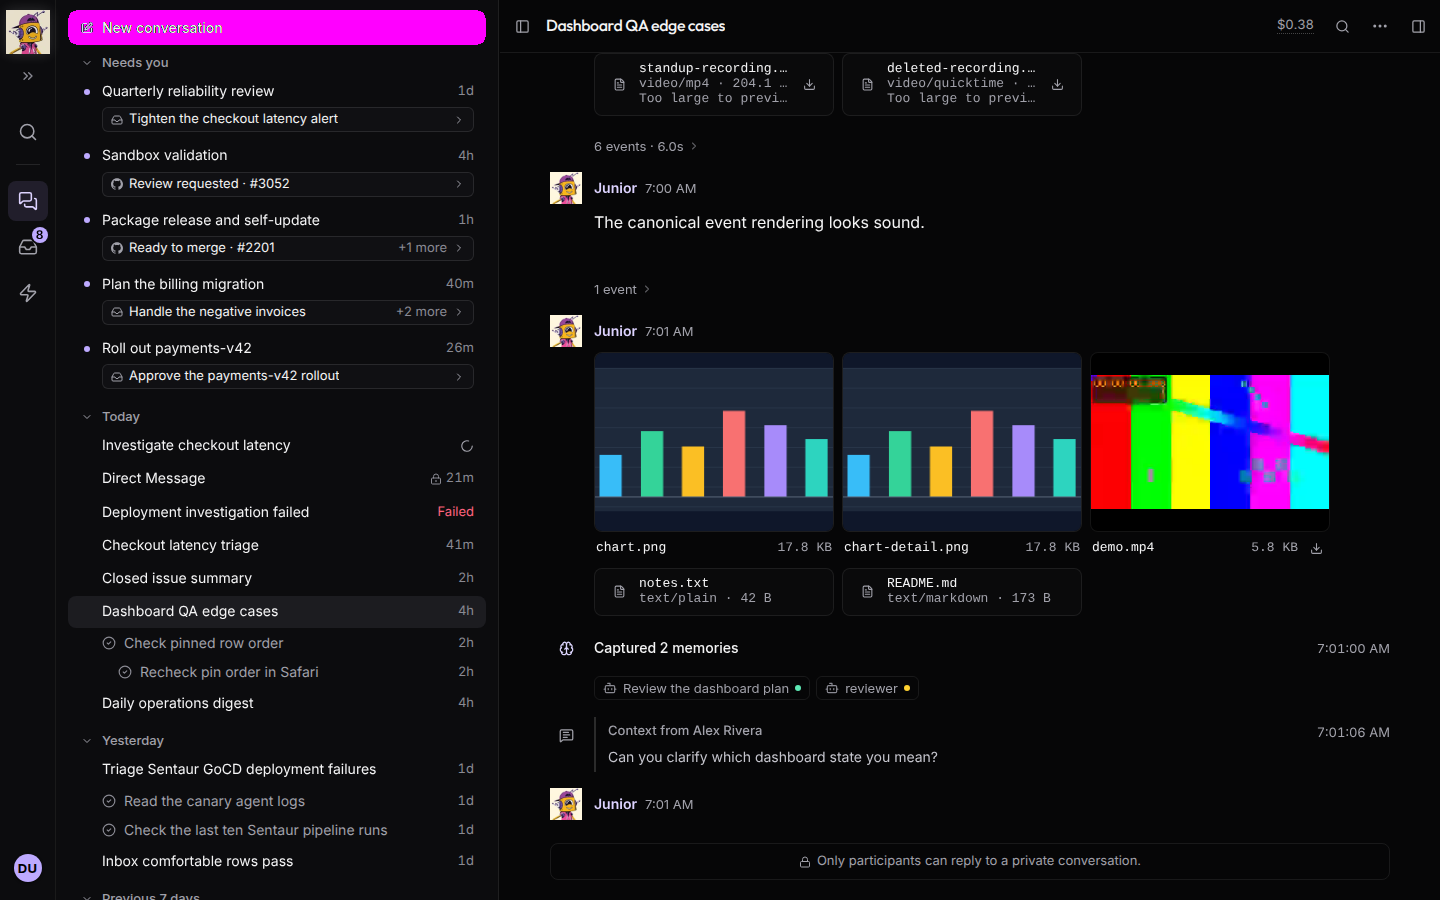 New conversation
Needs you
Quarterly reliability review 1d
Tighten the checkout latency alert
Sandbox validation 4h
Review requested · #3052
Package release and self-update 1h
Ready to merge · #2201 +1 more
Plan the billing migration 40m
Handle the negative invoices +2 more
Roll out payments-v42 26m
Approve the payments-v42 rollout
Today
Investigate checkout latency
Direct Message 21m
Deployment investigation failed Failed
Checkout latency triage 41m
Closed issue summary 2h
Dashboard QA edge cases 4h
Check pinned row order 2h
Recheck pin order in Safari 2h
Daily operations digest 4h
Yesterday
Triage Sentaur GoCD deployment failures 1d
Read the canary agent logs 1d
Check the last ten Sentaur pipeline runs 1d
Inbox comfortable rows pass 1d
Previous 7 days
8
DU
Dashboard QA edge cases $0.38
standup-recording.…
video/mp4 · 204.1 …
Too large to previ…
deleted-recording.…
video/quicktime · …
Too large to previ…
6 events · 6.0s
Junior 7:00 AM
The canonical event rendering looks sound.
1 event
Junior 7:01 AM
chart.png 17.8 KB
chart-detail.png 17.8 KB
demo.mp4 5.8 KB
notes.txt
text/plain · 42 B
README.md
text/markdown · 173 B
Captured 2 memories 7:01:00 AM
Review the dashboard plan
reviewer
Context from Alex Rivera 7:01:06 AM
Can you clarify which dashboard state you mean?
Junior 7:01 AM
Only participants can reply to a private conversation.